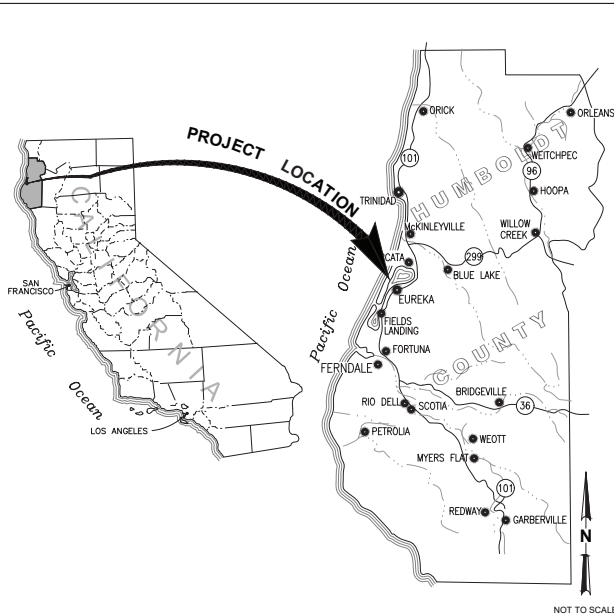 PROJECT LOCATION
CALIFORNIA
SAN
FRANCISCO
Pacific
Ocean
LOS ANGELES
HUMBOLDT
COUNTY
Pacific Ocean
ORICK
ORLEANS
101
WEITCHPEC
96
HOOPA
TRINIDAD
McKINLEYVILLE
WILLOW
CREEK
299
CATA
BLUE LAKE
EUREKA
FIELDS
LANDING
FORTUNA
FERNDALE
BRIDGEVILLE
RIO DELL
36
SCOTIA
PETROLIA
WEOTT
MYERS FLAT
101
REDWAY
GARBERVILLE
N
NOT TO SCALE